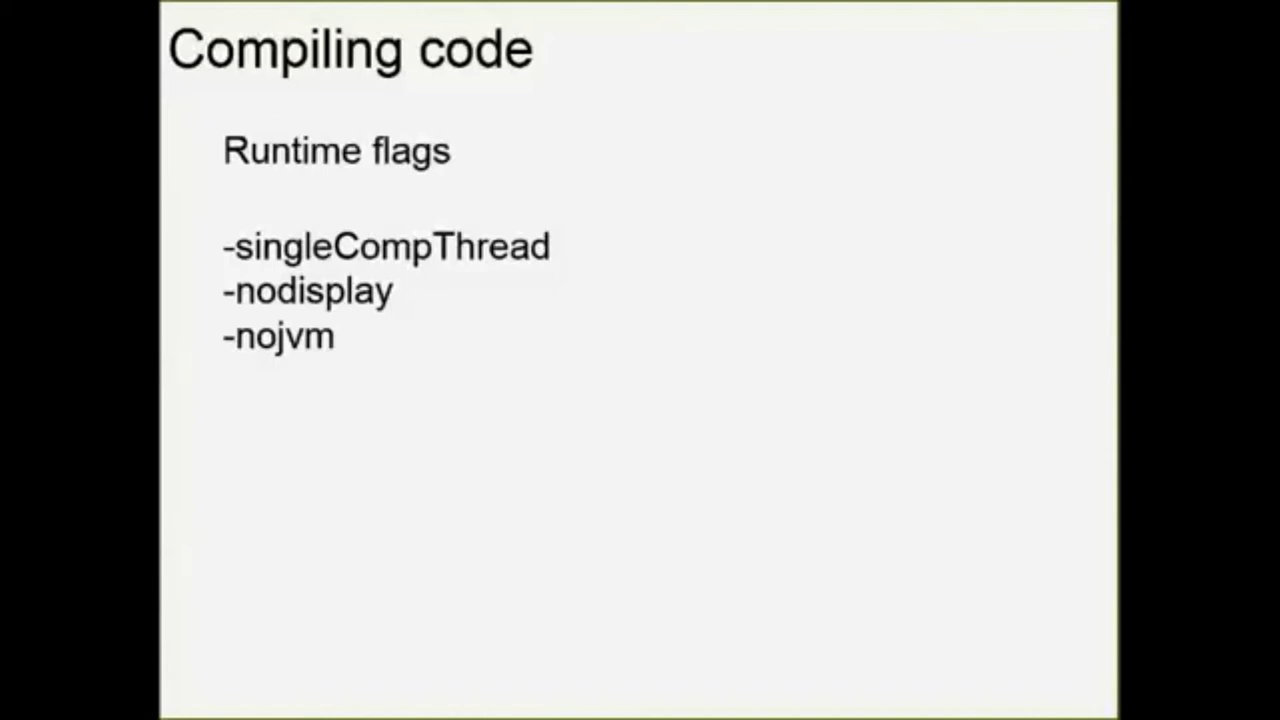 Compiling code
Runtime flags
-singleCompThread
-nodisplay
-nojvm